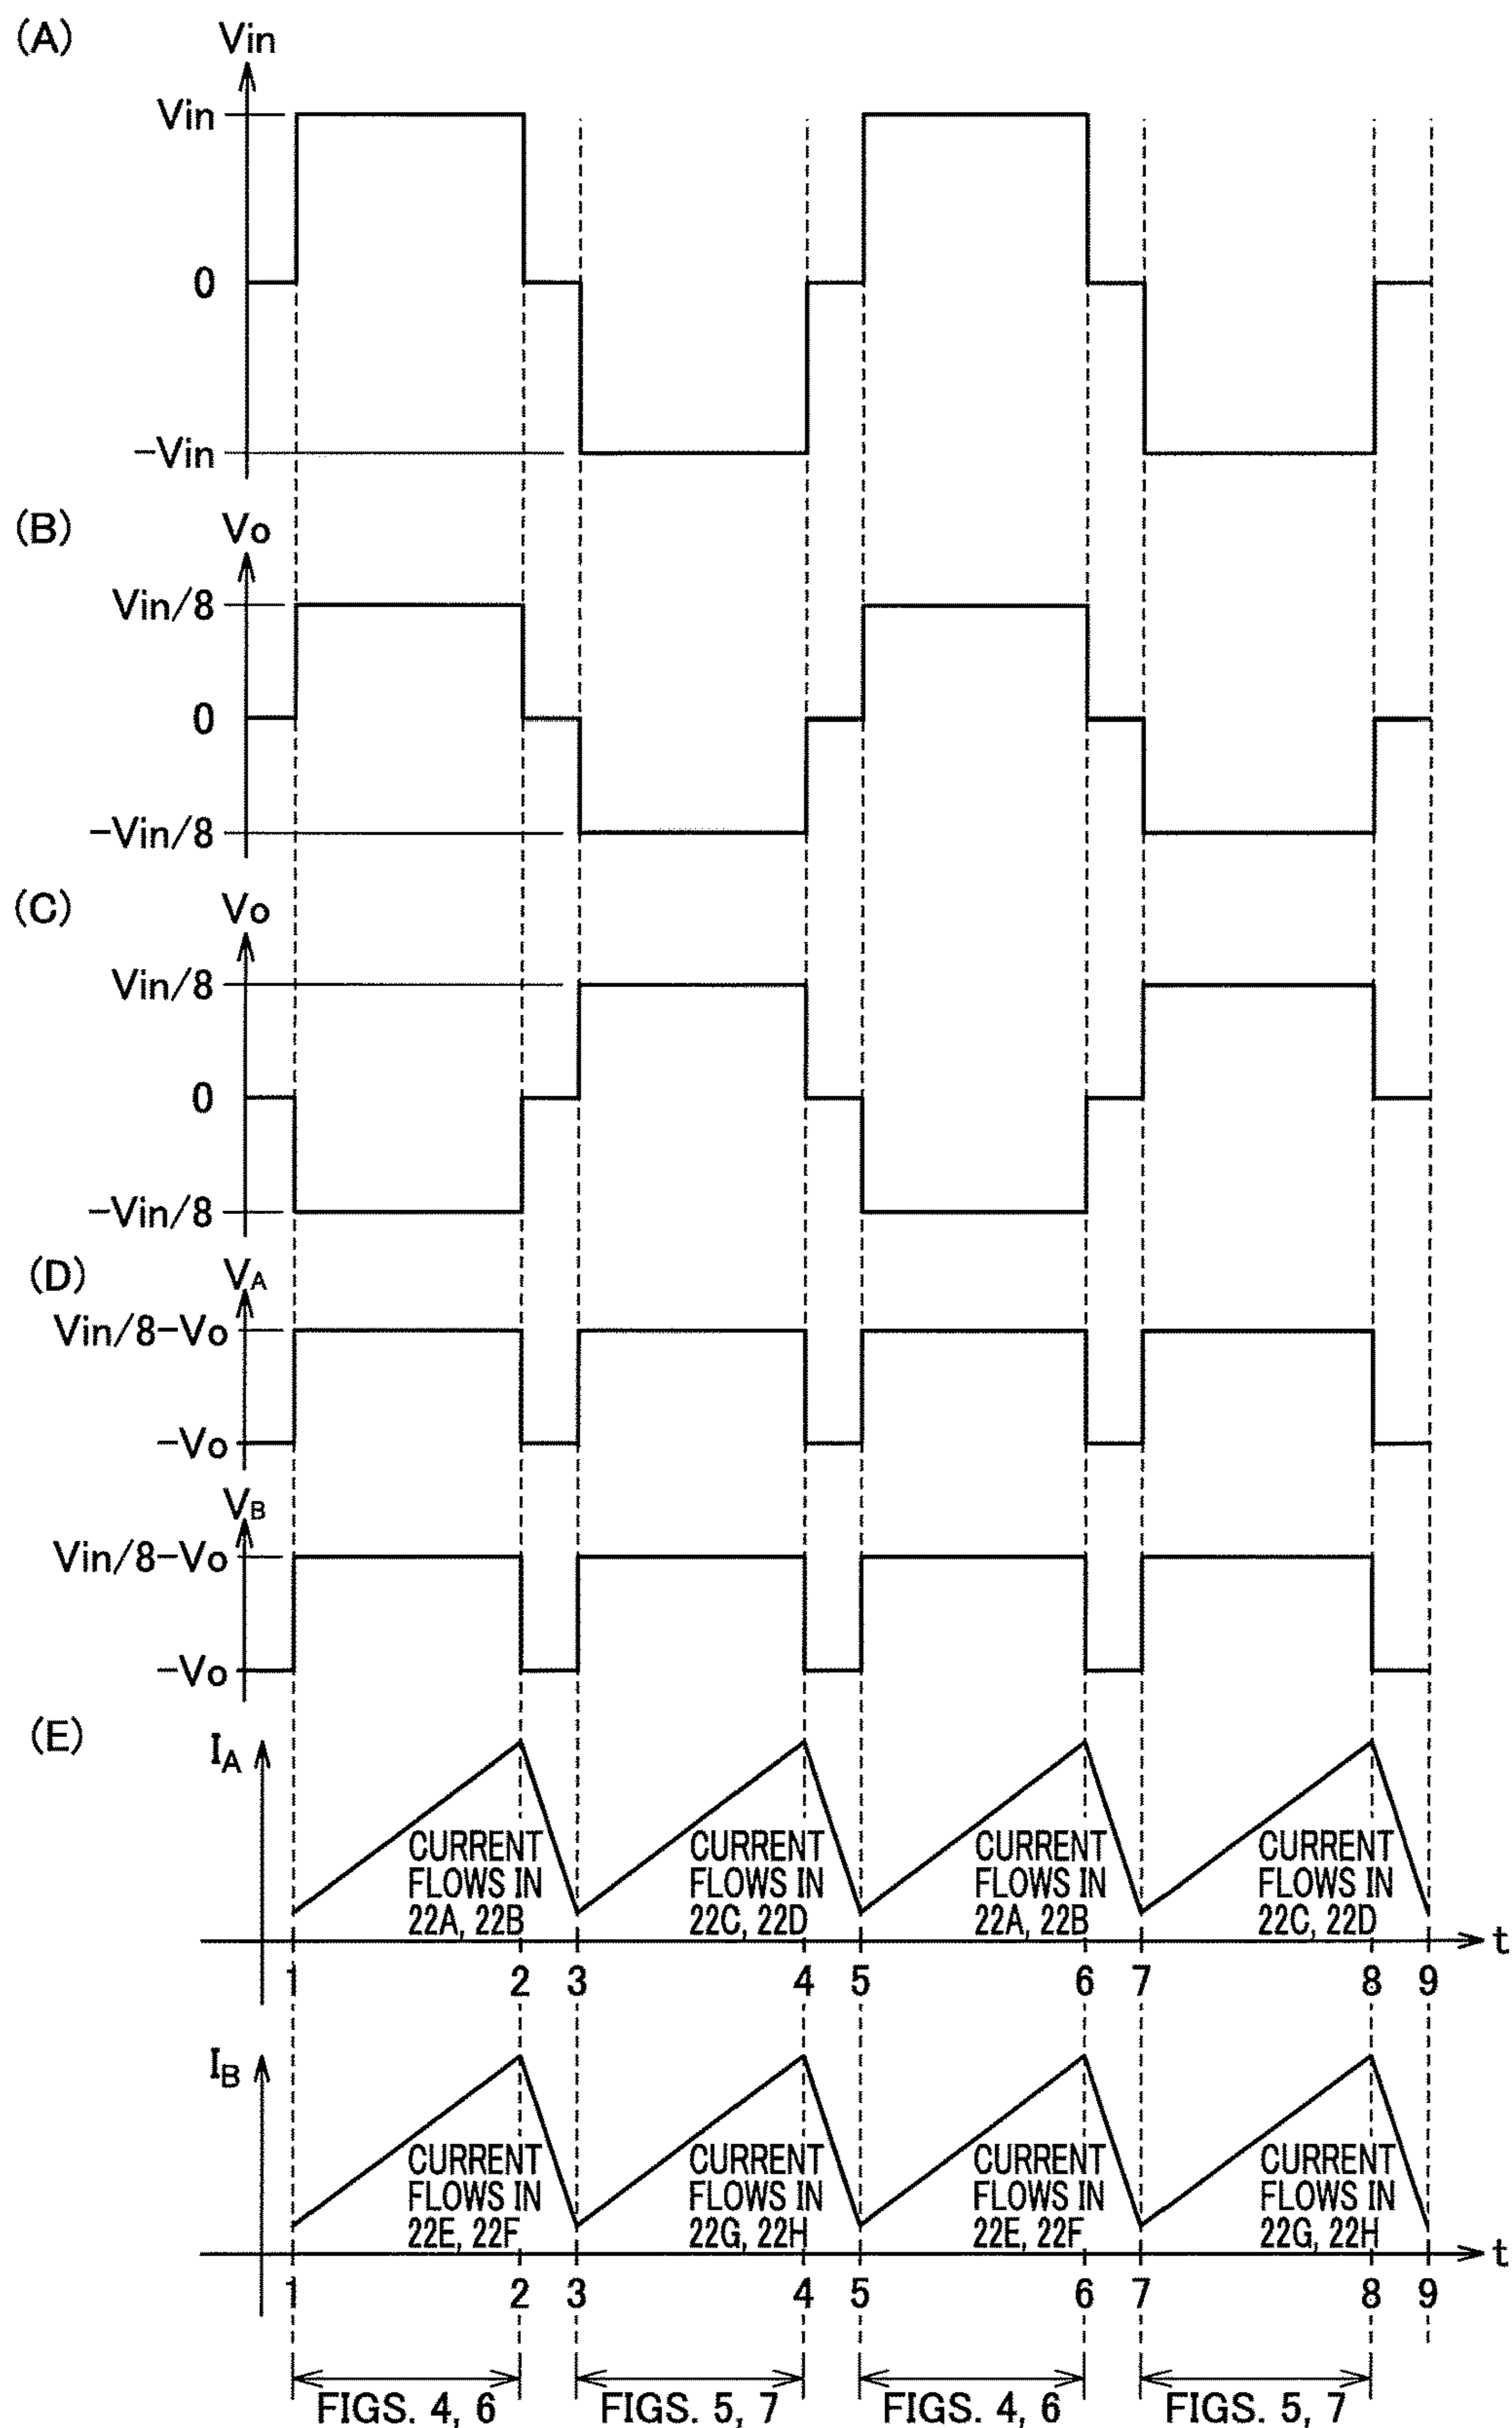 (A)
Vin
Vin
0
-Vin
(B)
Vo
Vin/8
0
-Vin/8
(C)
Vo
Vin/8
0
-Vin/8
(D)
VA
Vin/8-Vo
-Vo
VB
Vin/8-Vo
-Vo
(E)
IA
CURRENT FLOWS IN 22A, 22B
CURRENT FLOWS IN 22C, 22D
CURRENT FLOWS IN 22A, 22B
CURRENT FLOWS IN 22C, 22D
t
1 2 3 4 5 6 7 8 9
IB
CURRENT FLOWS IN 22E, 22F
CURRENT FLOWS IN 22G, 22H
CURRENT FLOWS IN 22E, 22F
CURRENT FLOWS IN 22G, 22H
t
1 2 3 4 5 6 7 8 9
FIGS. 4, 6 FIGS. 5, 7 FIGS. 4, 6 FIGS. 5, 7